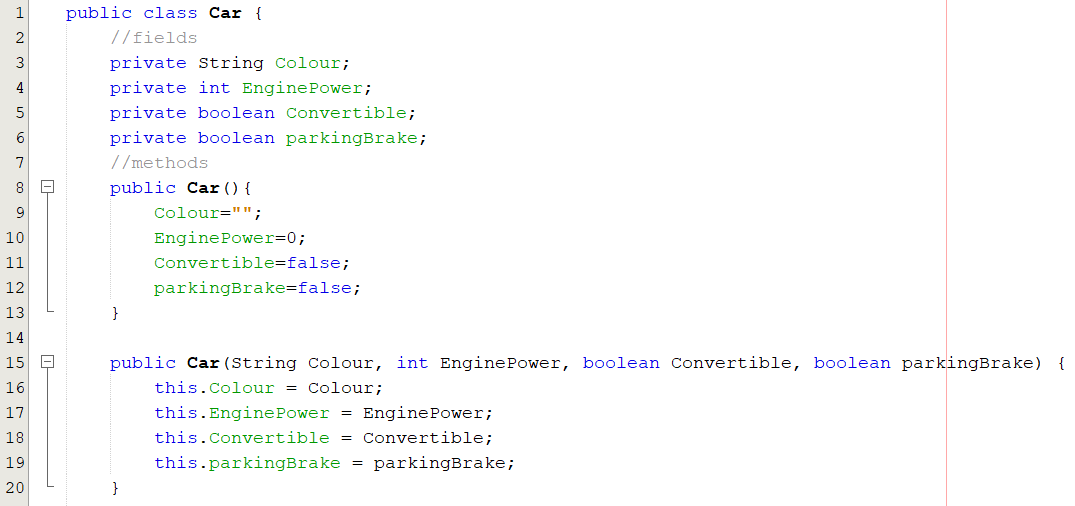 1 public class Car {
2 //fields
3 private String Colour;
4 private int EnginePower;
5 private boolean Convertible;
6 private boolean parkingBrake;
7 //methods
8 public Car(){
9 Colour="";
10 EnginePower=0;
11 Convertible=false;
12 parkingBrake=false;
13 }
14
15 public Car(String Colour, int EnginePower, boolean Convertible, boolean parkingBrake) {
16 this.Colour = Colour;
17 this.EnginePower = EnginePower;
18 this.Convertible = Convertible;
19 this.parkingBrake = parkingBrake;
20 }